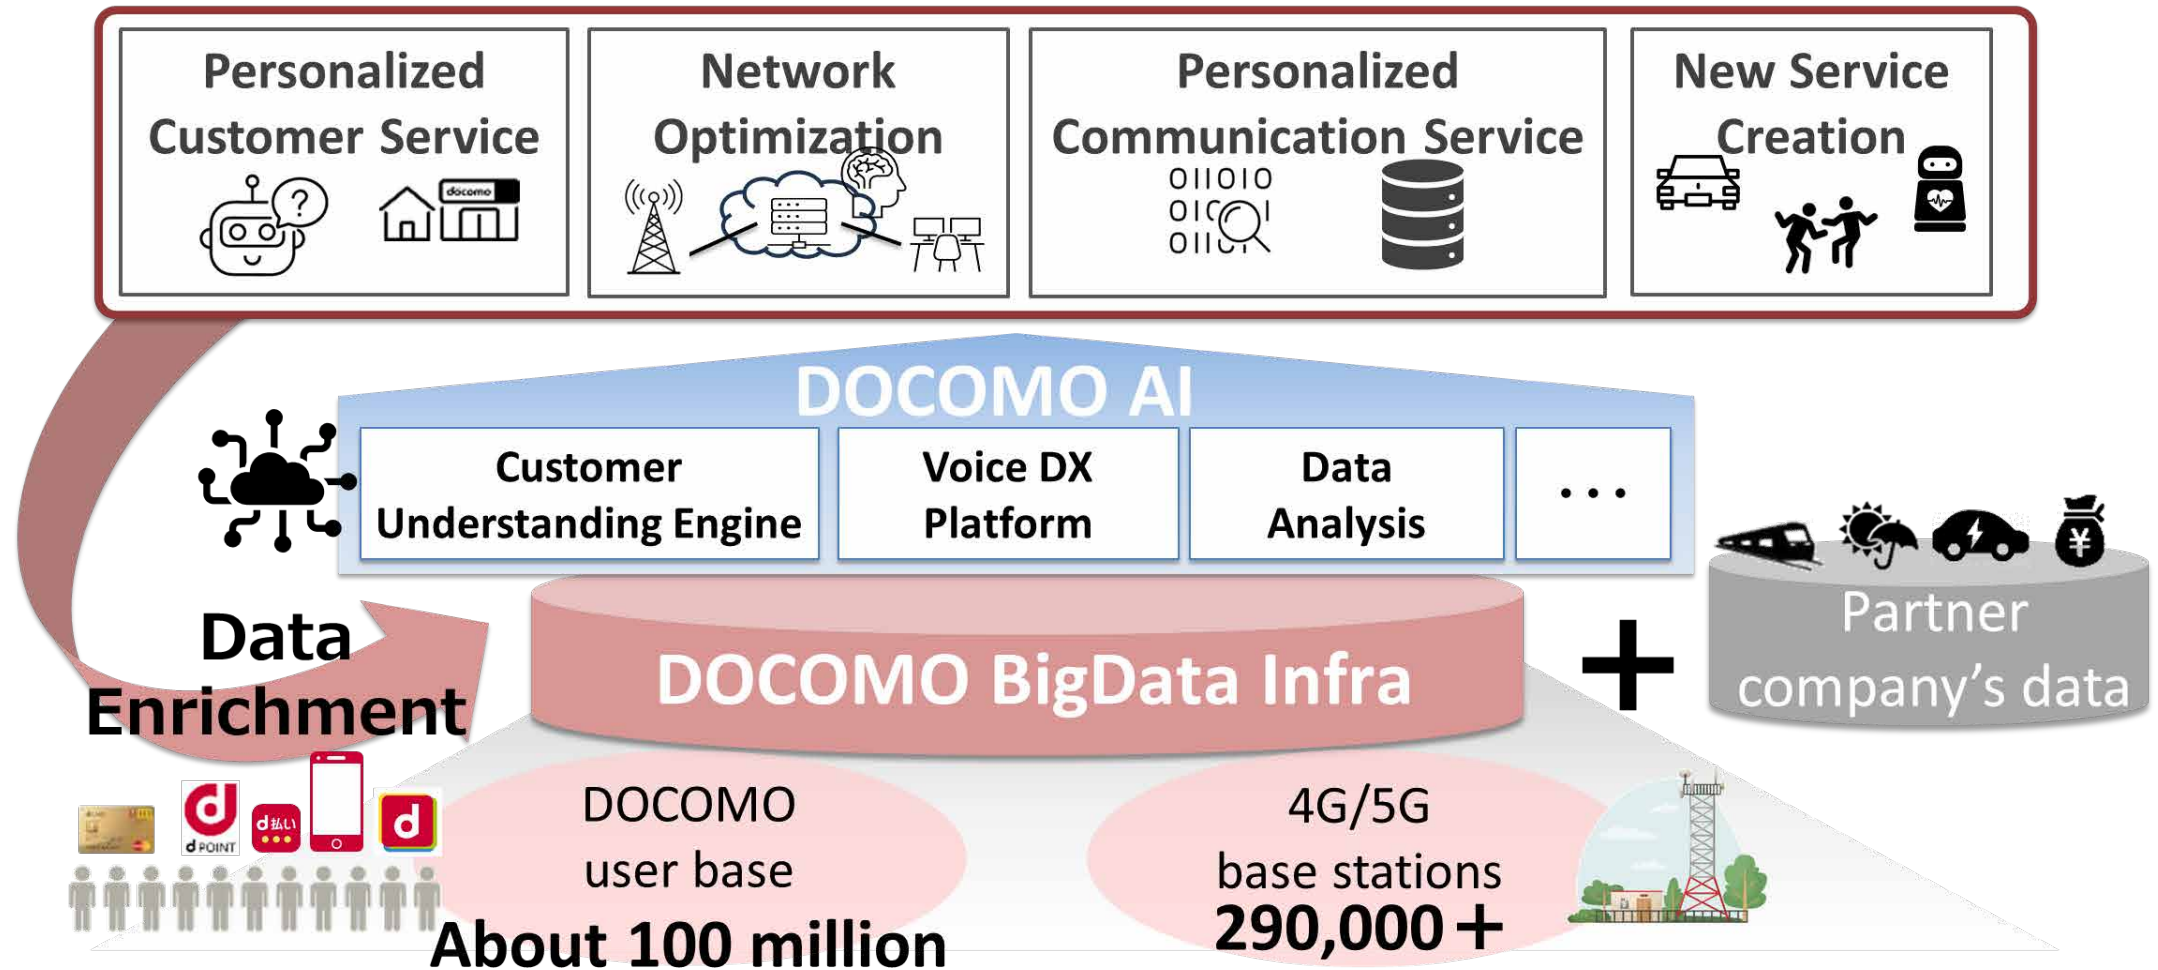 Personalized
Customer Service
docomo
?
Network
Optimization
Personalized
Communication Service
011010
010
011
New Service
Creation
DOCOMO AI
Customer
Understanding Engine
Voice DX
Platform
Data
Analysis
...
Data
Enrichment
DOCOMO BigData Infra
+
¥
Partner
company's data
d
d POINT
d払い
d
DOCOMO
user base
About 100 million
4G/5G
base stations
290,000+